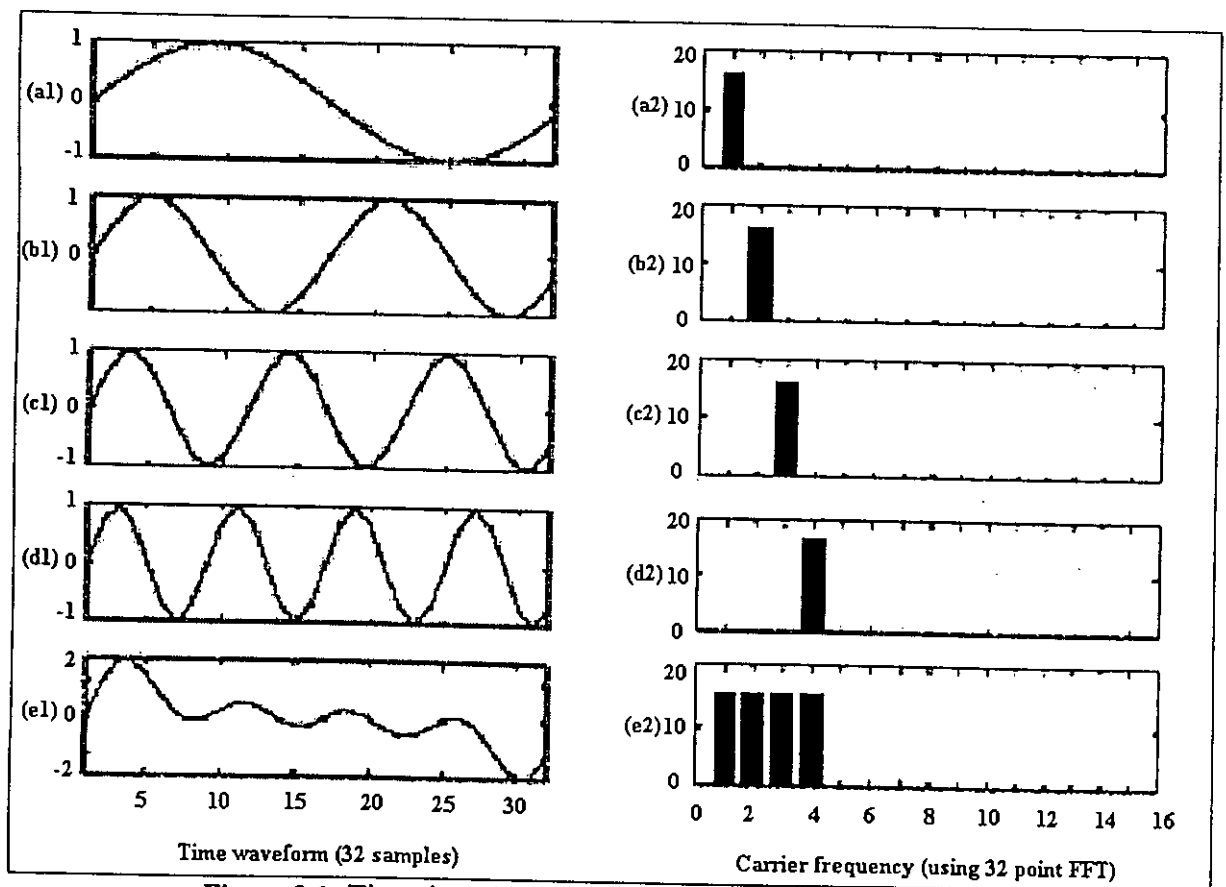 1
(a1) 0
-1
20
(a2) 10
0
1
(b1) 0
20
(b2) 10
0
1
(c1) 0
-1
20
(c2) 10
0
1
(d1) 0
-1
20
(d2) 10
0
2
(e1) 0
-2
5 10 15 20 25 30
Time waveform (32 samples)
20
(e2) 10
0
0 2 4 6 8 10 12 14 16
Carrier frequency (using 32 point FFT)